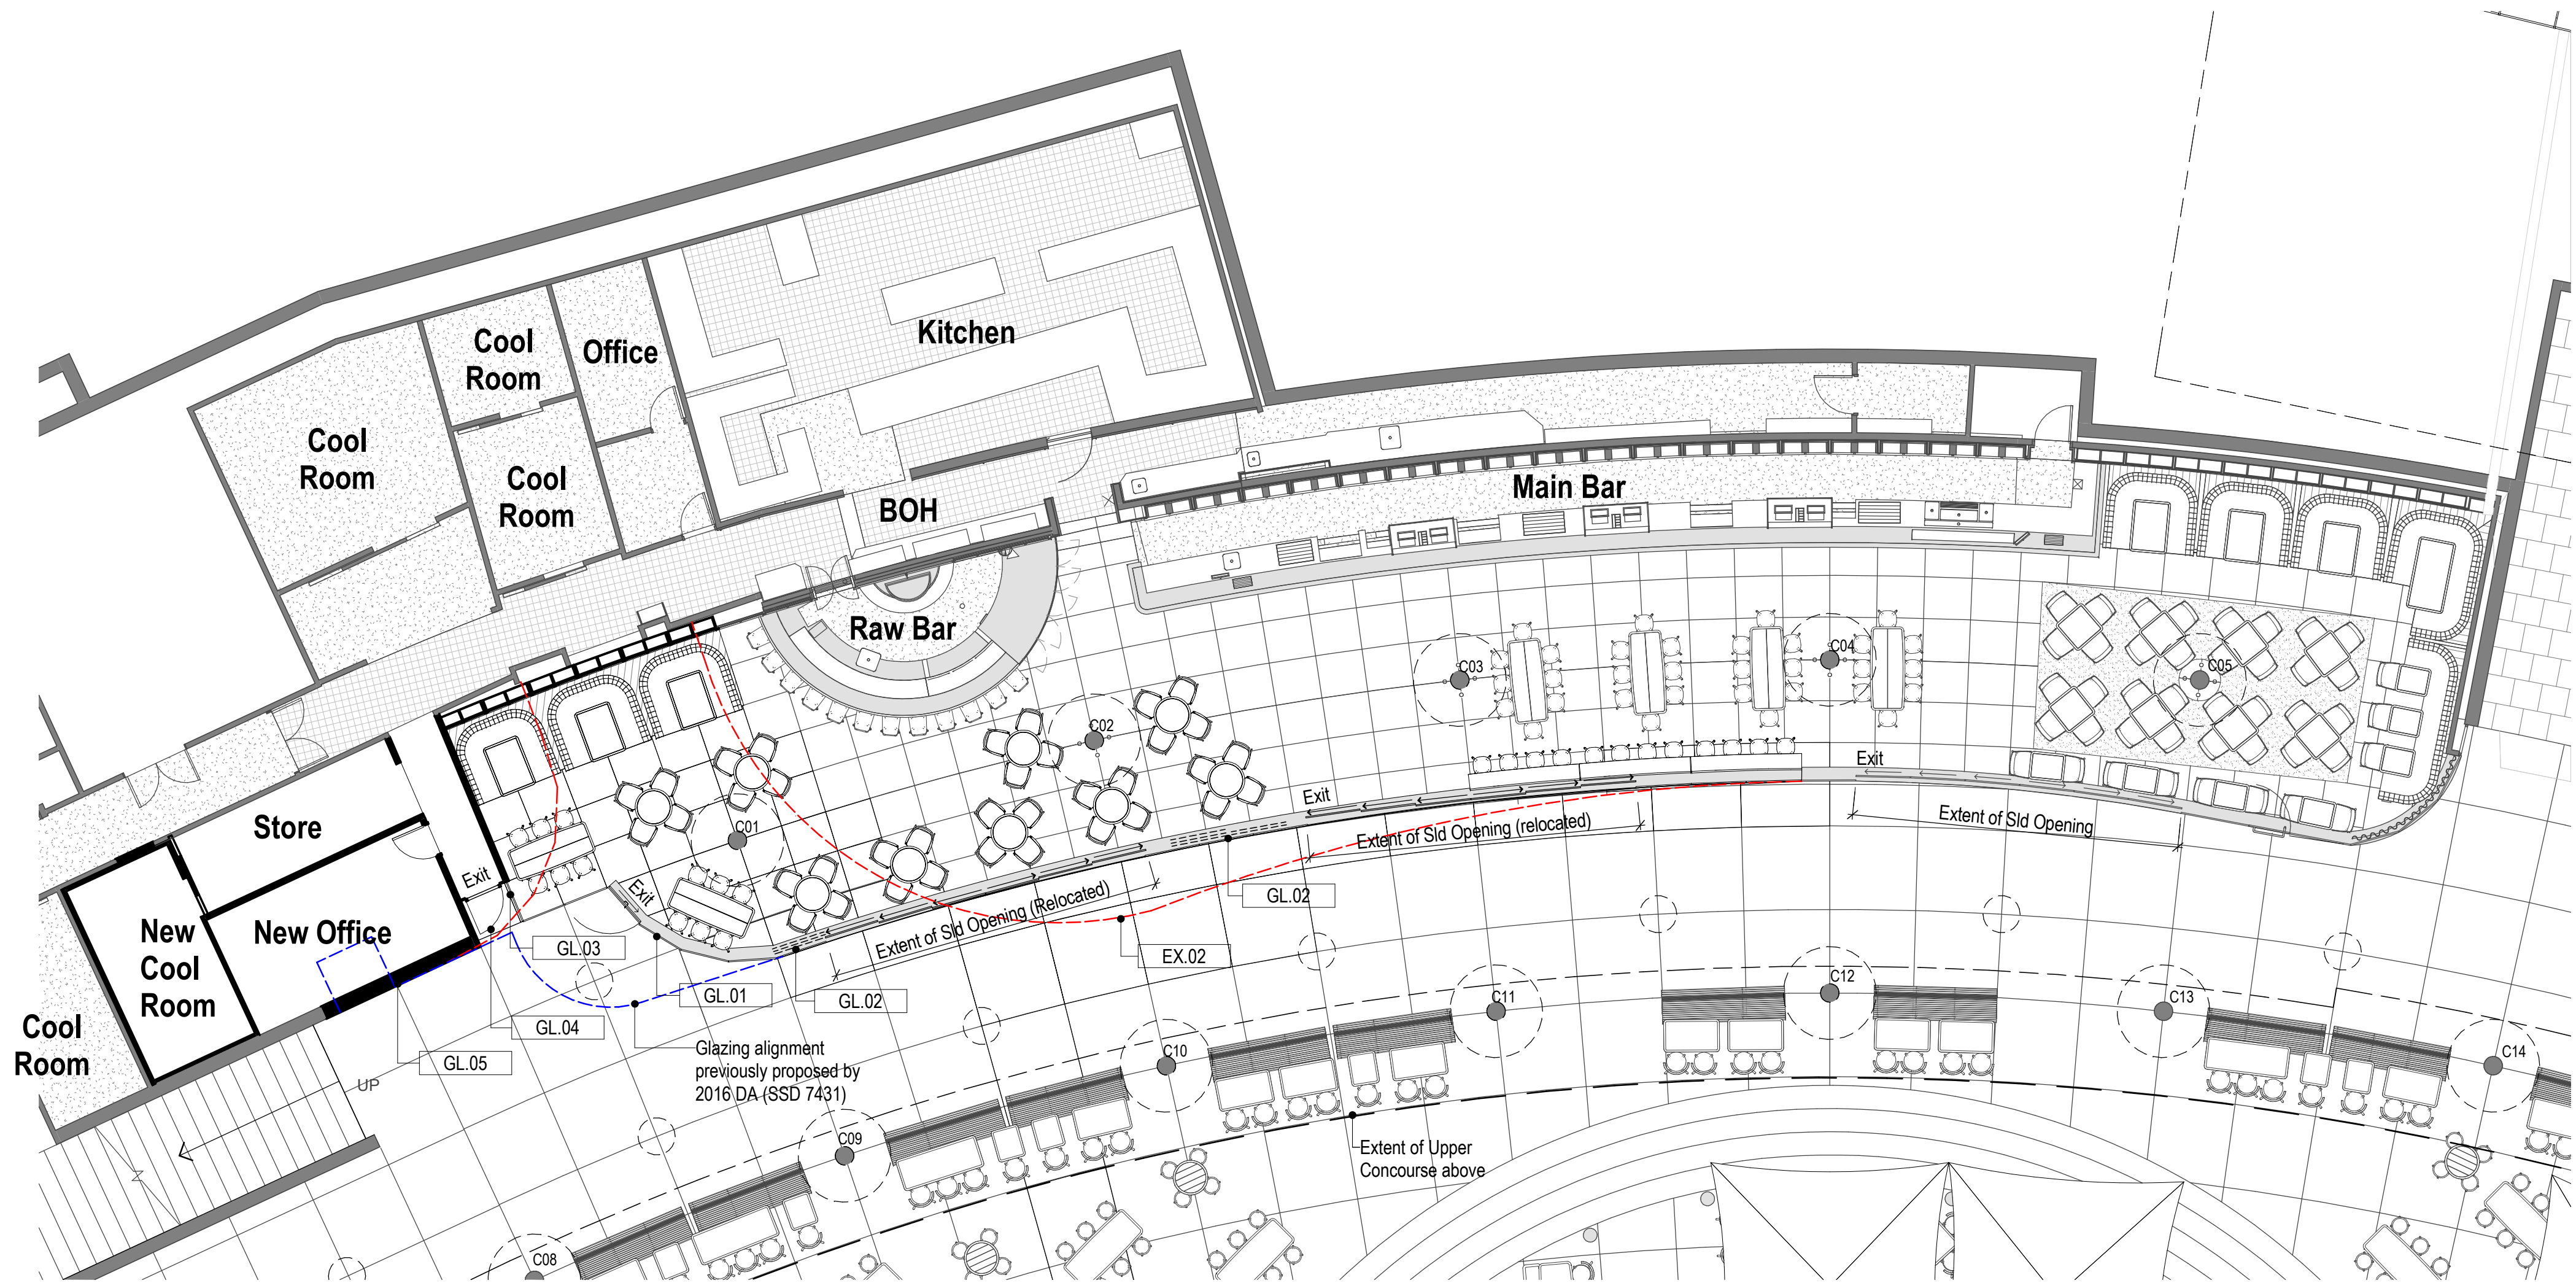 Kitchen
Cool
Room
Office
Cool
Room
Cool
Room
BOH
Main Bar
Raw Bar
C03
C04
C05
C02
C01
Exit
Exit
Extent of Sld Opening
Extent of Sld Opening (relocated)
Extent of Sld Opening (Relocated)
Store
Exit
Exit
New Office
New
Cool
Room
Cool
Room
GL.02
EX.02
GL.03
GL.01
GL.02
GL.04
GL.05
Glazing alignment
previously proposed by
2016 DA (SSD 7431)
UP
C12
C11
C13
C10
C14
C09
C08
Extent of Upper
Concourse above